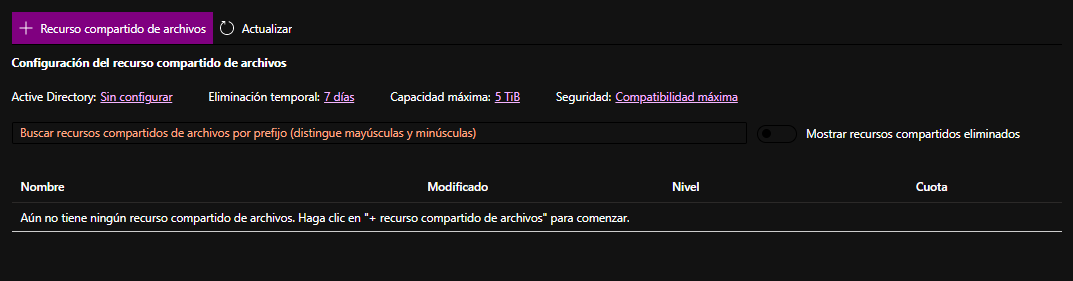 + Recurso compartido de archivos Actualizar
Configuración del recurso compartido de archivos
Active Directory: Sin configurar Eliminación temporal: 7 días Capacidad máxima: 5 TiB Seguridad: Compatibilidad máxima
Buscar recursos compartidos de archivos por prefijo (distingue mayúsculas y minúsculas) Mostrar recursos compartidos eliminados
Nombre Modificado Nivel Cuota
Aún no tiene ningún recurso compartido de archivos. Haga clic en "+ recurso compartido de archivos" para comenzar.